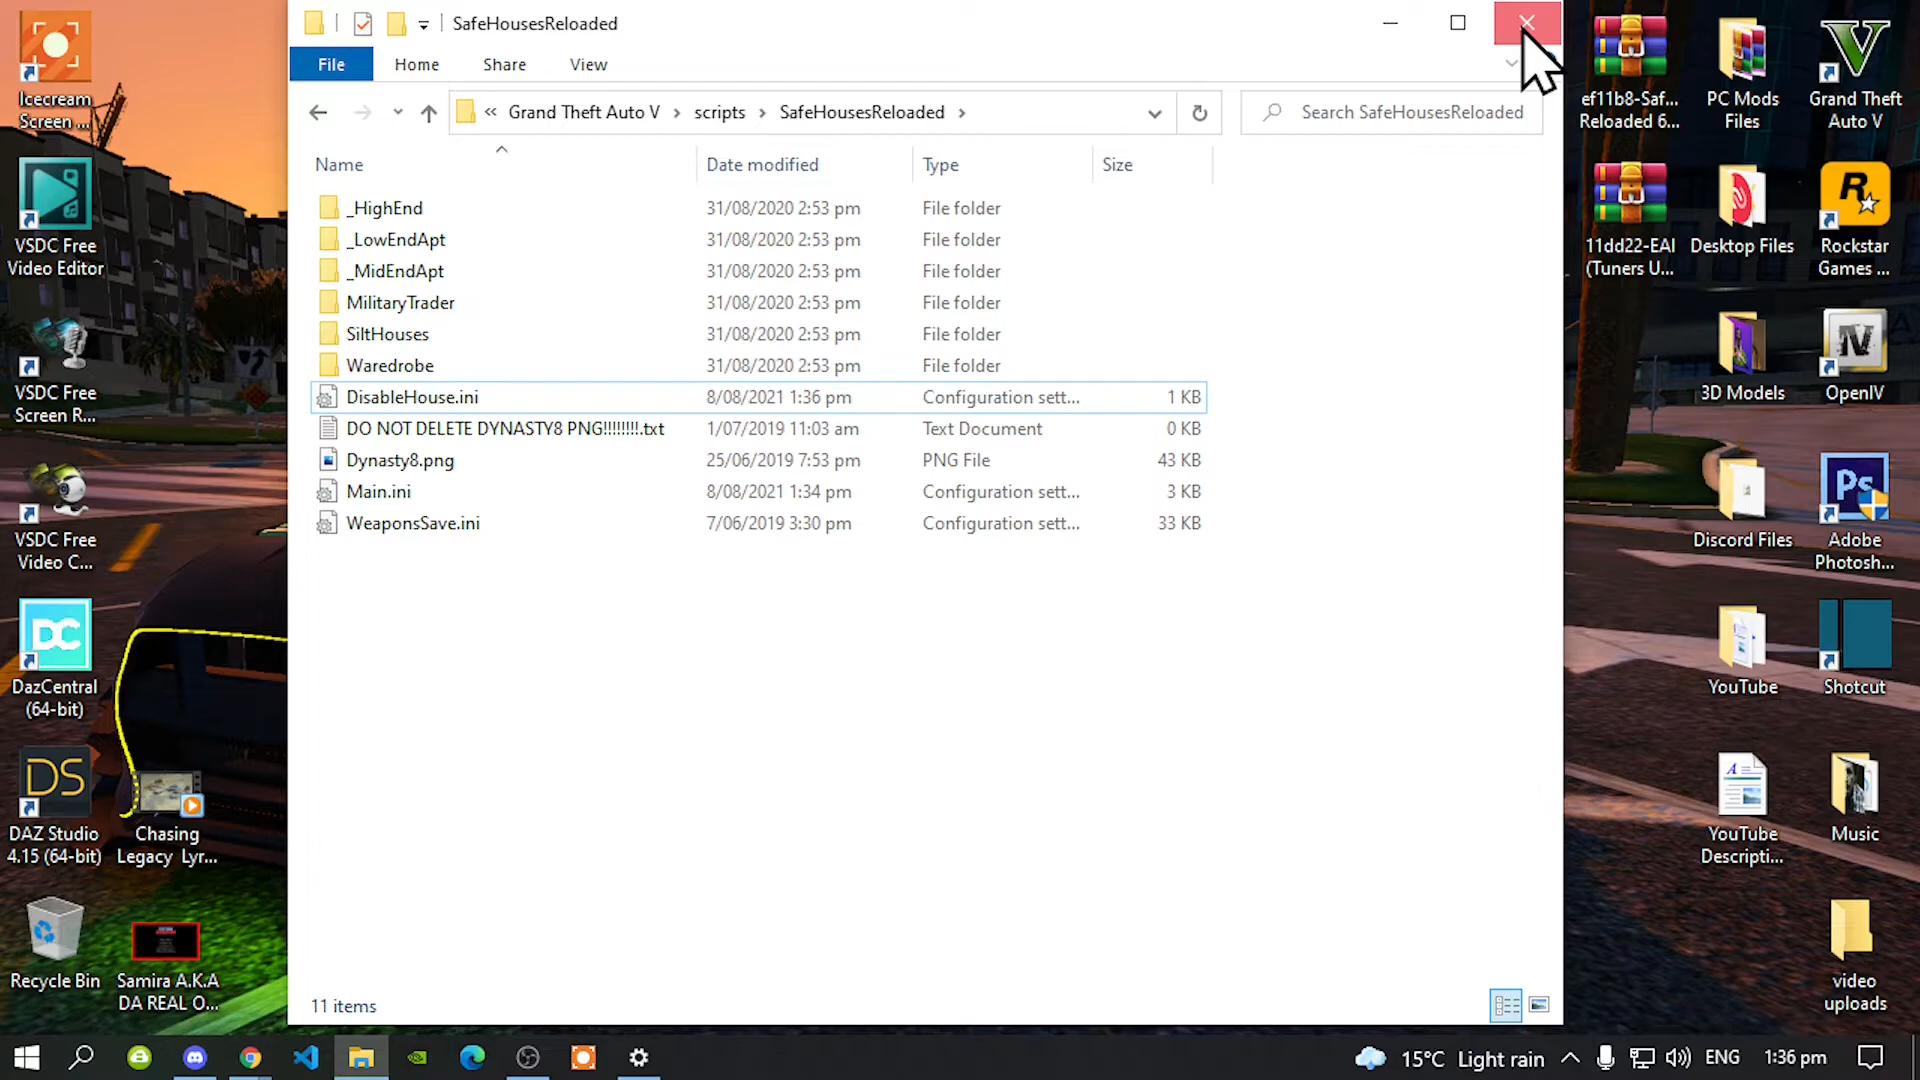 SafeHousesReloaded
File
Home
Share
View
« Grand Theft Auto V › scripts › SafeHousesReloaded ›
Search SafeHousesReloaded
Name
Date modified
Type
Size
_HighEnd
31/08/2020 2:53 pm
File folder
_LowEndApt
31/08/2020 2:53 pm
File folder
_MidEndApt
31/08/2020 2:53 pm
File folder
MilitaryTrader
31/08/2020 2:53 pm
File folder
SiltHouses
31/08/2020 2:53 pm
File folder
Waredrobe
31/08/2020 2:53 pm
File folder
DisableHouse.ini
8/08/2021 1:36 pm
Configuration sett...
1 KB
DO NOT DELETE DYNASTY8 PNG!!!!!!!!.txt
1/07/2019 11:03 am
Text Document
0 KB
Dynasty8.png
25/06/2019 7:53 pm
PNG File
43 KB
Main.ini
8/08/2021 1:34 pm
Configuration sett...
3 KB
WeaponsSave.ini
7/06/2019 3:30 pm
Configuration sett...
33 KB
11 items
Icecream
Screen ...
VSDC Free
Video Editor
VSDC Free
Screen R...
VSDC Free
Video C...
DC
DazCentral
(64-bit)
DS
DAZ Studio
4.15 (64-bit)
Chasing
Legacy Lyr...
Recycle Bin
Samira A.K.A
DA REAL O...
ef11b8-Saf...
Reloaded 6...
PC Mods
Files
V
Grand Theft
Auto V
11dd22-EAI
(Tuners U...
Desktop Files
R
Rockstar
Games ...
3D Models
IV
OpenIV
Discord Files
Ps
Adobe
Photosh...
YouTube
Shotcut
YouTube
Descripti...
Music
video
uploads
15°C Light rain
ENG
1:36 pm